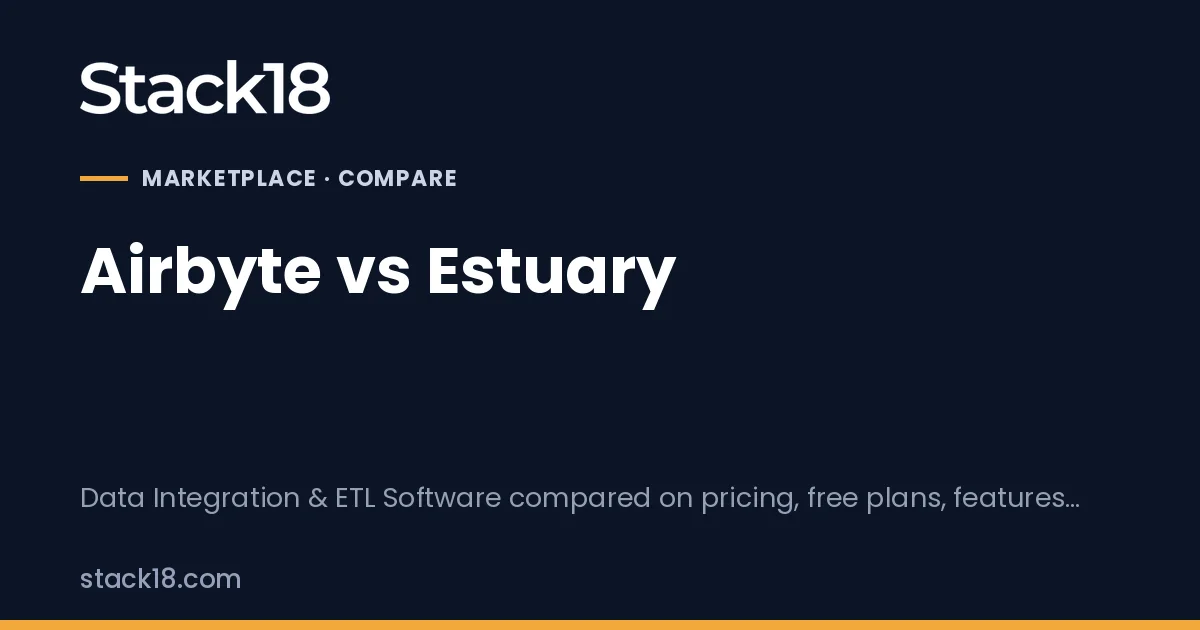 Stack18
MARKETPLACE · COMPARE
Airbyte vs Estuary
Data Integration & ETL Software compared on pricing, free plans, features…
stack18.com